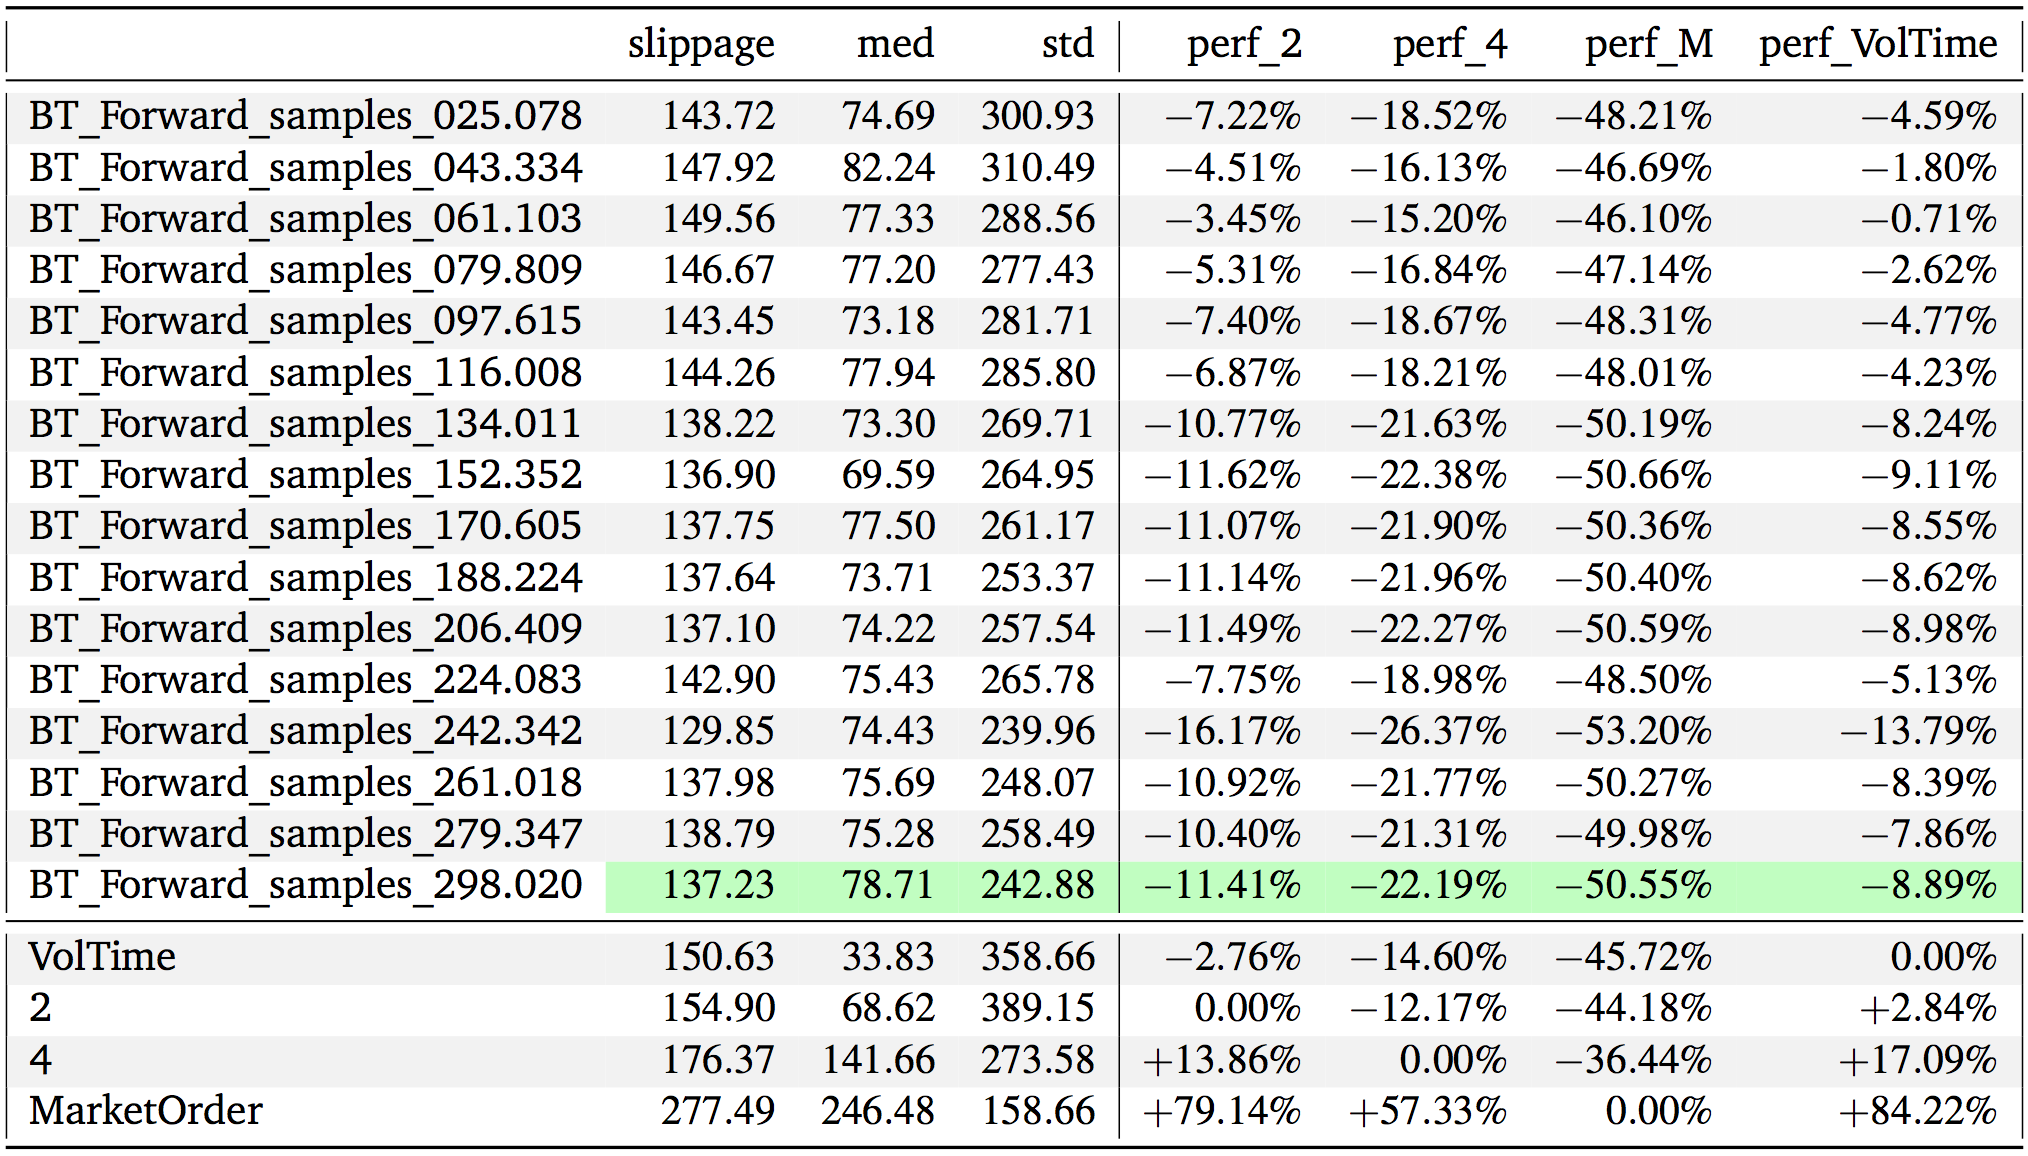 slippage med std perf_2 perf_4 perf_M perf_VolTime
BT_Forward_samples_025.078 143.72 74.69 300.93 −7.22% −18.52% −48.21% −4.59%
BT_Forward_samples_043.334 147.92 82.24 310.49 −4.51% −16.13% −46.69% −1.80%
BT_Forward_samples_061.103 149.56 77.33 288.56 −3.45% −15.20% −46.10% −0.71%
BT_Forward_samples_079.809 146.67 77.20 277.43 −5.31% −16.84% −47.14% −2.62%
BT_Forward_samples_097.615 143.45 73.18 281.71 −7.40% −18.67% −48.31% −4.77%
BT_Forward_samples_116.008 144.26 77.94 285.80 −6.87% −18.21% −48.01% −4.23%
BT_Forward_samples_134.011 138.22 73.30 269.71 −10.77% −21.63% −50.19% −8.24%
BT_Forward_samples_152.352 136.90 69.59 264.95 −11.62% −22.38% −50.66% −9.11%
BT_Forward_samples_170.605 137.75 77.50 261.17 −11.07% −21.90% −50.36% −8.55%
BT_Forward_samples_188.224 137.64 73.71 253.37 −11.14% −21.96% −50.40% −8.62%
BT_Forward_samples_206.409 137.10 74.22 257.54 −11.49% −22.27% −50.59% −8.98%
BT_Forward_samples_224.083 142.90 75.43 265.78 −7.75% −18.98% −48.50% −5.13%
BT_Forward_samples_242.342 129.85 74.43 239.96 −16.17% −26.37% −53.20% −13.79%
BT_Forward_samples_261.018 137.98 75.69 248.07 −10.92% −21.77% −50.27% −8.39%
BT_Forward_samples_279.347 138.79 75.28 258.49 −10.40% −21.31% −49.98% −7.86%
BT_Forward_samples_298.020 137.23 78.71 242.88 −11.41% −22.19% −50.55% −8.89%
VolTime 150.63 33.83 358.66 −2.76% −14.60% −45.72% 0.00%
2 154.90 68.62 389.15 0.00% −12.17% −44.18% +2.84%
4 176.37 141.66 273.58 +13.86% 0.00% −36.44% +17.09%
MarketOrder 277.49 246.48 158.66 +79.14% +57.33% 0.00% +84.22%